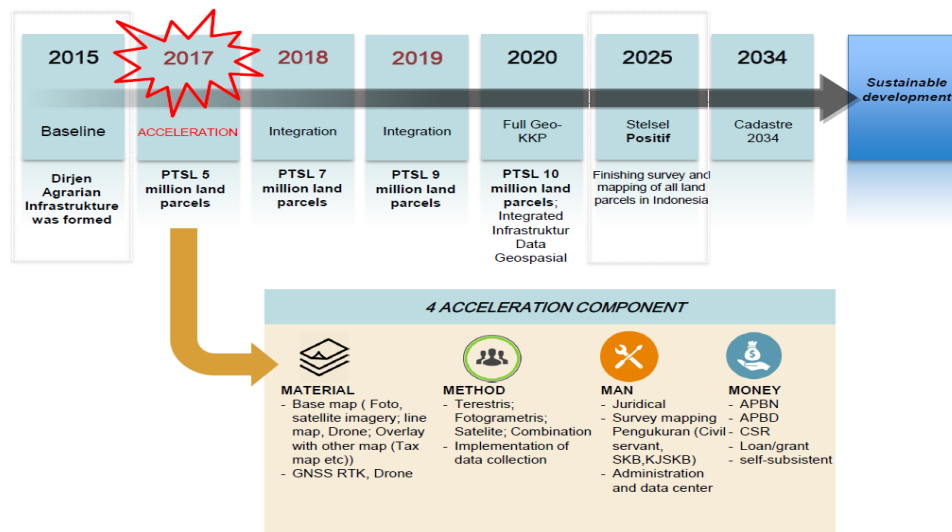 2015
2017
2018
2019
2020
2025
2034
Sustainable
development
Baseline
ACCELERATION
Integration
Integration
Full Geo-
KKP
Stelsel
Positif
Cadastre
2034
Dirjen
Agrarian
Infrastrukture
was formed
PTSL 5
million land
parcels
PTSL 7
million land
parcels
PTSL 9
million land
parcels
PTSL 10
million land
parcels;
Integrated
Infrastruktur
Data
Geospasial
Finishing survey and
mapping of all land
parcels in Indonesia
4 ACCELERATION COMPONENT
MATERIAL
- Base map ( Foto,
satellite imagery; line
map, Drone; Overlay
with other map (Tax
map etc))
- GNSS RTK, Drone
METHOD
- Terestris;
Fotogrametris;
Satelite; Combination
- Implementation of
data collection
MAN
- Juridical
- Survey mapping
Pengukuran (Civil
servant,
SKB,KJSKB)
- Administration
and data center
$
MONEY
- APBN
- APBD
- CSR
- Loan/grant
- self-subsistent